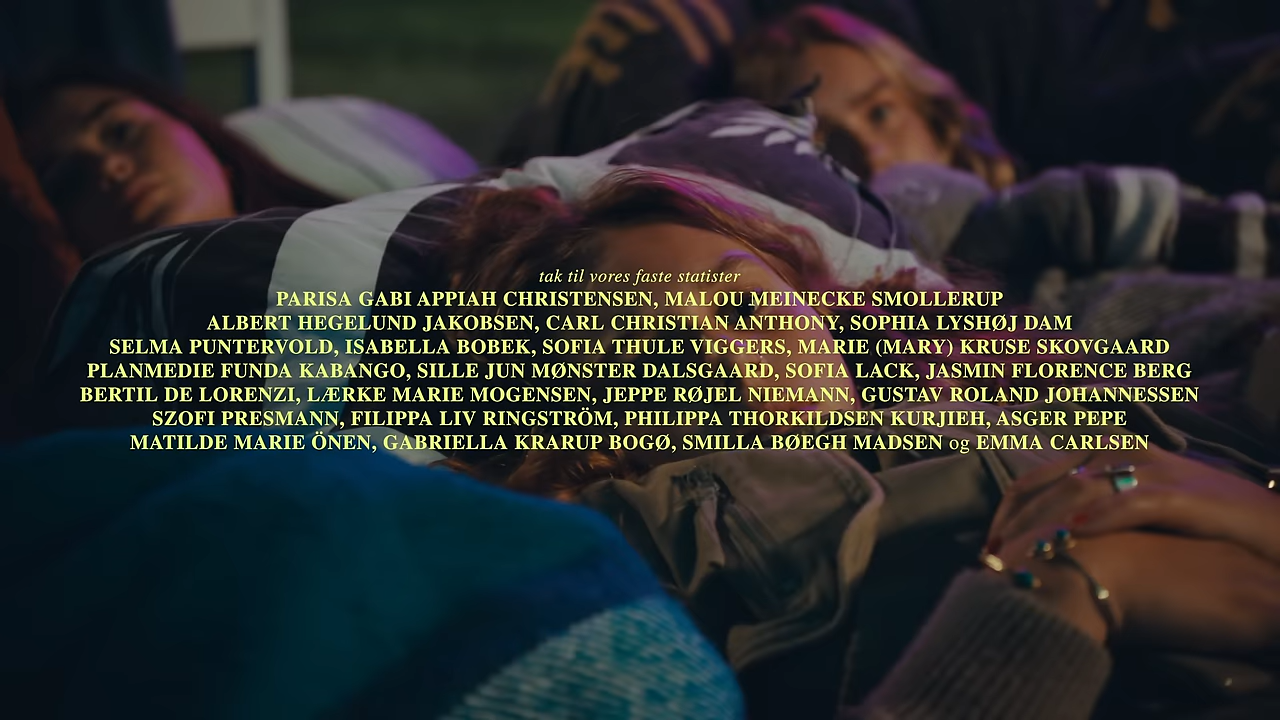 tak til vores faste statister
PARISA GABI APPIAH CHRISTENSEN, MALOU MEINECKE SMOLLERUP
ALBERT HEGELUND JAKOBSEN, CARL CHRISTIAN ANTHONY, SOPHIA LYSHØJ DAM
SELMA PUNTERVOLD, ISABELLA BOBEK, SOFIA THULE VIGGERS, MARIE (MARY) KRUSE SKOVGAARD
PLANMEDIE FUNDA KABANGO, SILLE JUN MØNSTER DALSGAARD, SOFIA LACK, JASMIN FLORENCE BERG
BERTIL DE LORENZI, LÆRKE MARIE MOGENSEN, JEPPE RØJEL NIEMANN, GUSTAV ROLAND JOHANNESSEN
SZOFI PRESMANN, FILIPPA LIV RINGSTRÖM, PHILIPPA THORKILDSEN KURJIEH, ASGER PEPE
MATILDE MARIE ÖNEN, GABRIELLA KRARUP BOGØ, SMILLA BØEGH MADSEN og EMMA CARLSEN